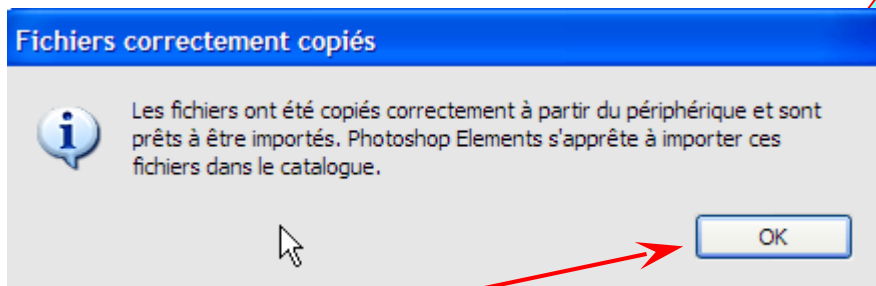 Fichiers correctement copiés
Les fichiers ont été copiés correctement à partir du périphérique et sont
prêts à être importés. Photoshop Elements s'apprête à importer ces
fichiers dans le catalogue.
OK